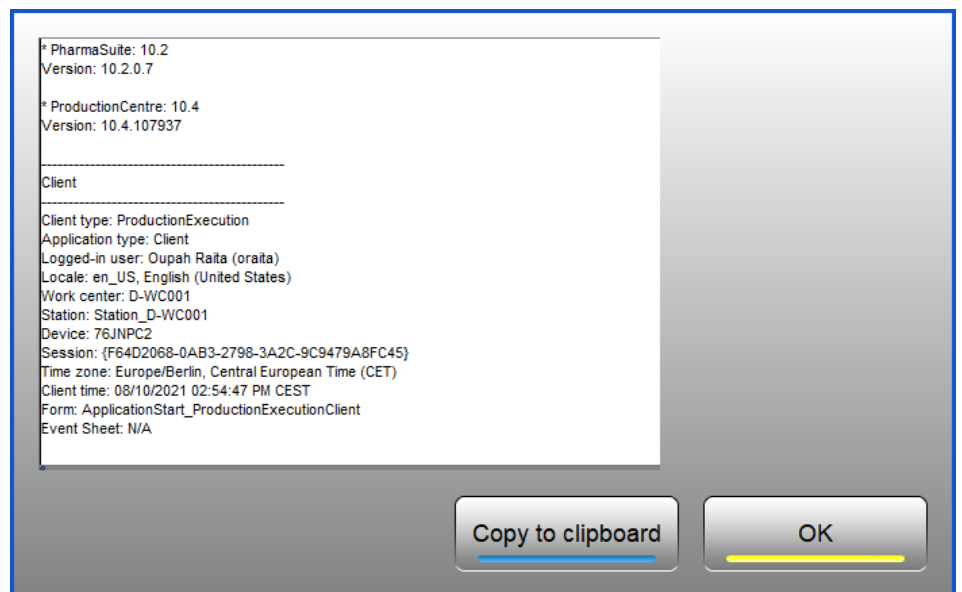 * PharmaSuite: 10.2
Version: 10.2.0.7
* ProductionCentre: 10.4
Version: 10.4.107937
---------------------------------------------
Client
---------------------------------------------
Client type: ProductionExecution
Application type: Client
Logged-in user: Oupah Raita (oraita)
Locale: en_US, English (United States)
Work center: D-WC001
Station: Station_D-WC001
Device: 76JNPC2
Session: {F64D2068-0AB3-2798-3A2C-9C9479A8FC45}
Time zone: Europe/Berlin, Central European Time (CET)
Client time: 08/10/2021 02:54:47 PM CEST
Form: ApplicationStart_ProductionExecutionClient
Event Sheet: N/A
Copy to clipboard
OK